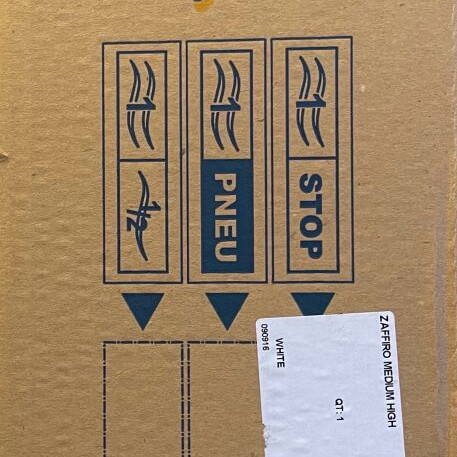 1
STOP
1
PNEU
1
1/2
ZAFFIRO MEDIUM HIGH
QT: 1
WHITE
090916